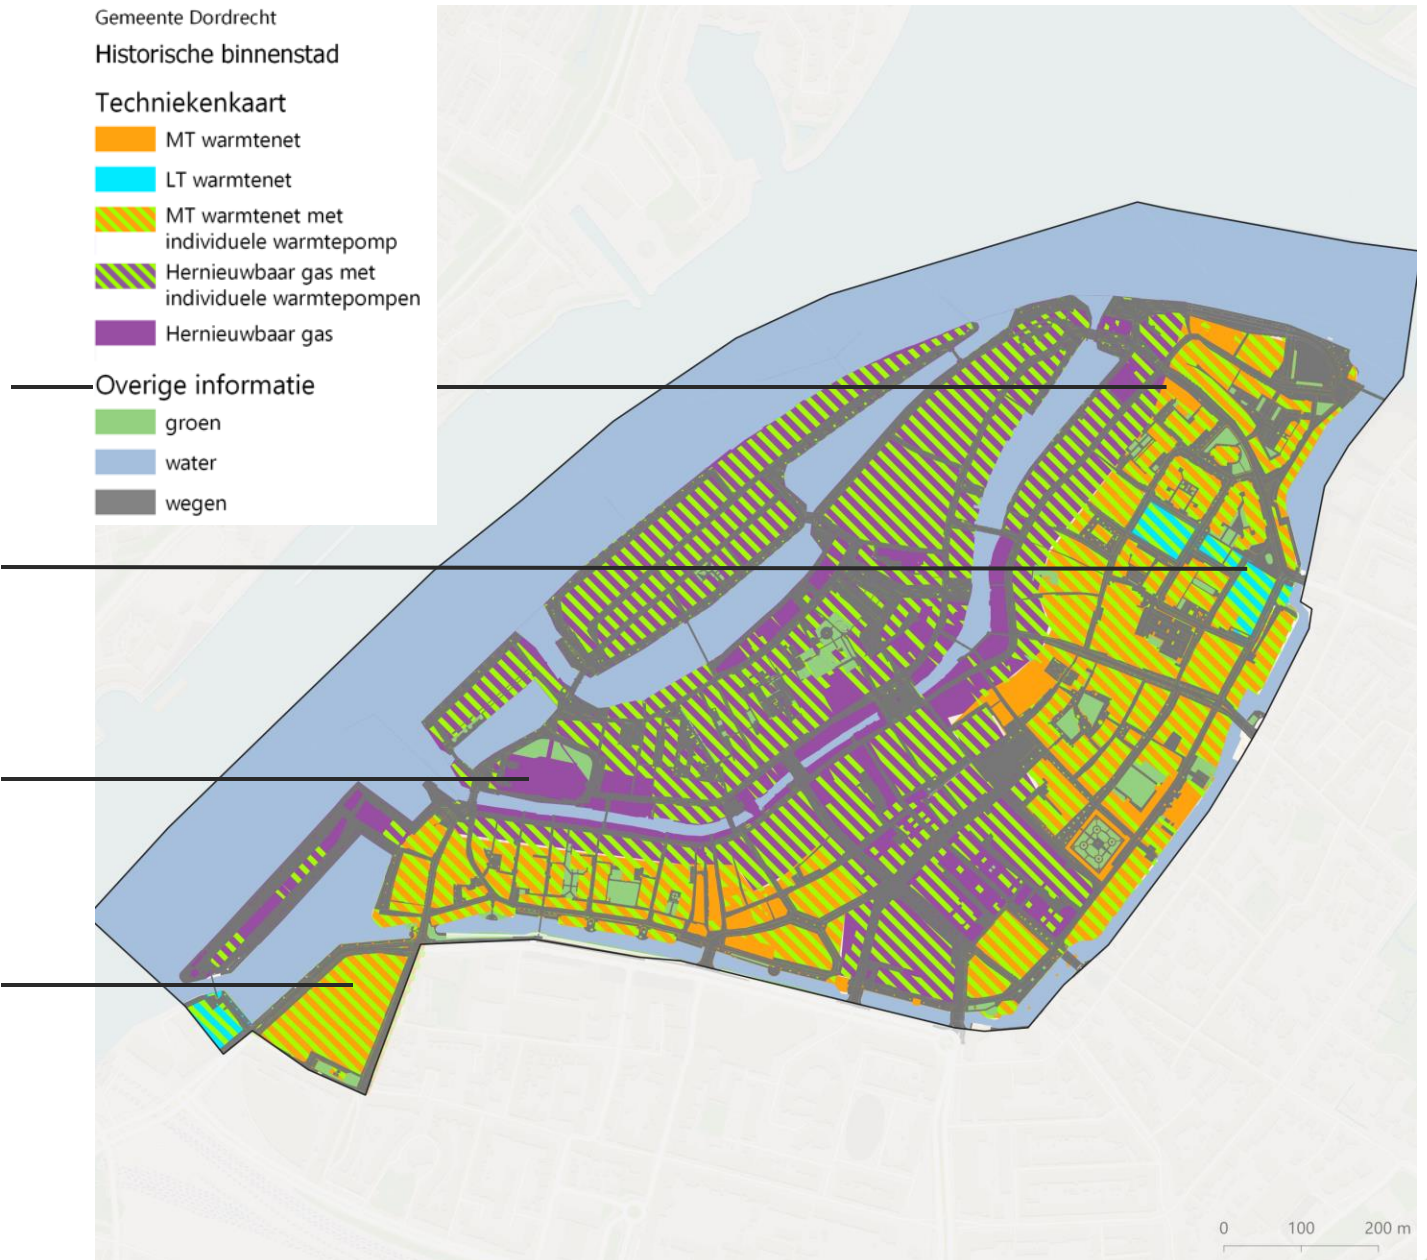 Gemeente Dordrecht
Historische binnenstad
Techniekenkaart
MT warmtenet
LT warmtenet
MT warmtenet met
individuele warmtepomp
Hernieuwbaar gas met
individuele warmtepompen
Hernieuwbaar gas
Overige informatie
groen
water
wegen
0 100 200 m